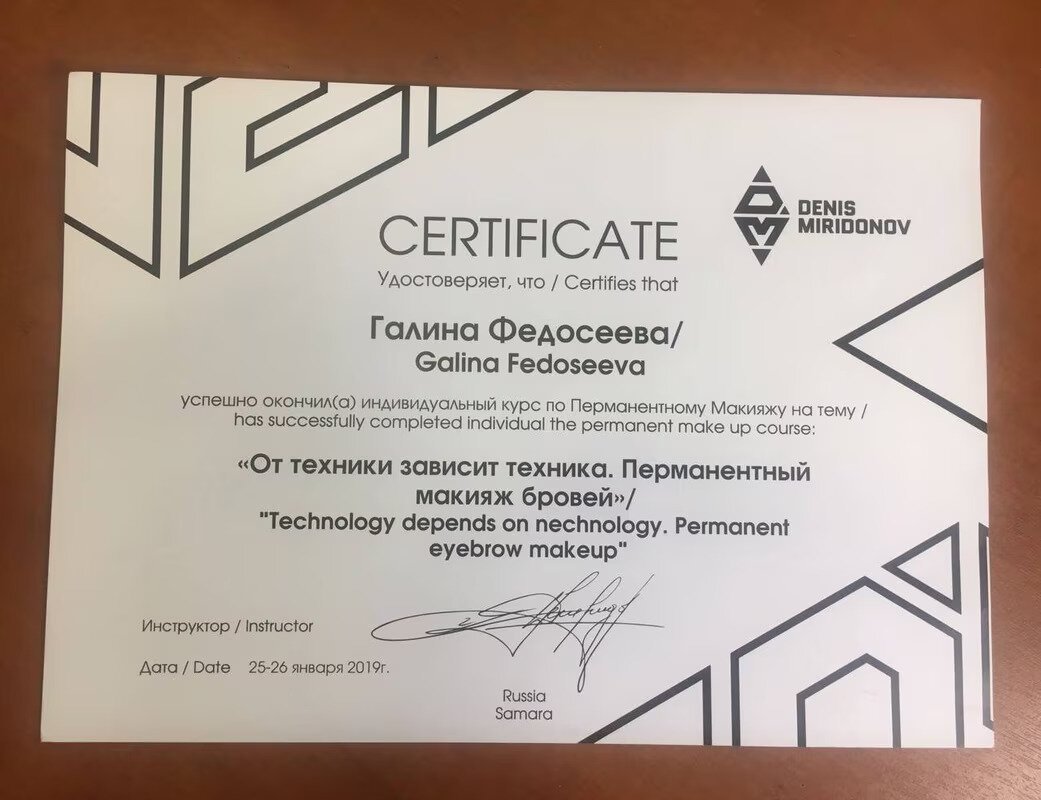 DENIS
MIRIDONOV
CERTIFICATE
Удостоверяет, что / Certifies that
Галина Федосеева/
Galina Fedoseeva
успешно окончил(а) индивидуальный курс по Перманентному Макияжу на тему /
has successfully completed individual the permanent make up course:
«От техники зависит техника. Перманентный
макияж бровей»/
"Technology depends on nechnology. Permanent
eyebrow makeup"
Инструктор / Instructor
Дата / Date 25-26 января 2019г.
Russia
Samara